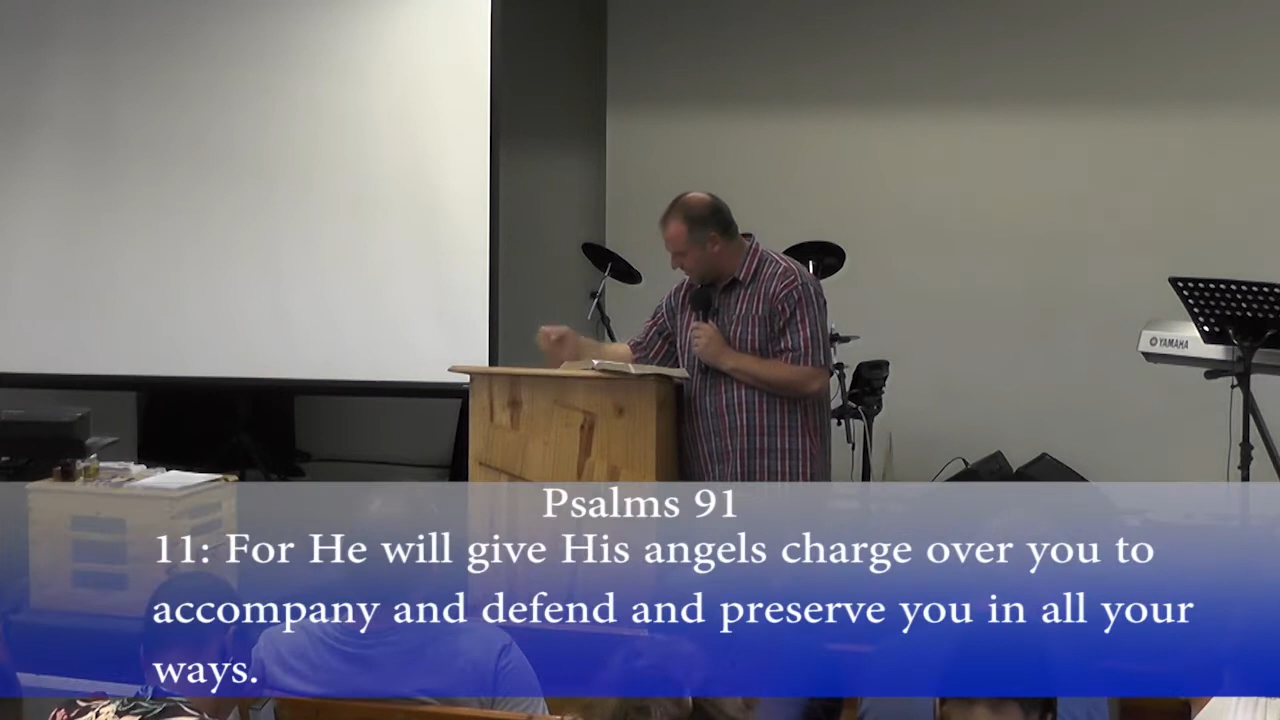 YAMAHA
Psalms 91
11: For He will give His angels charge over you to
accompany and defend and preserve you in all your
ways.